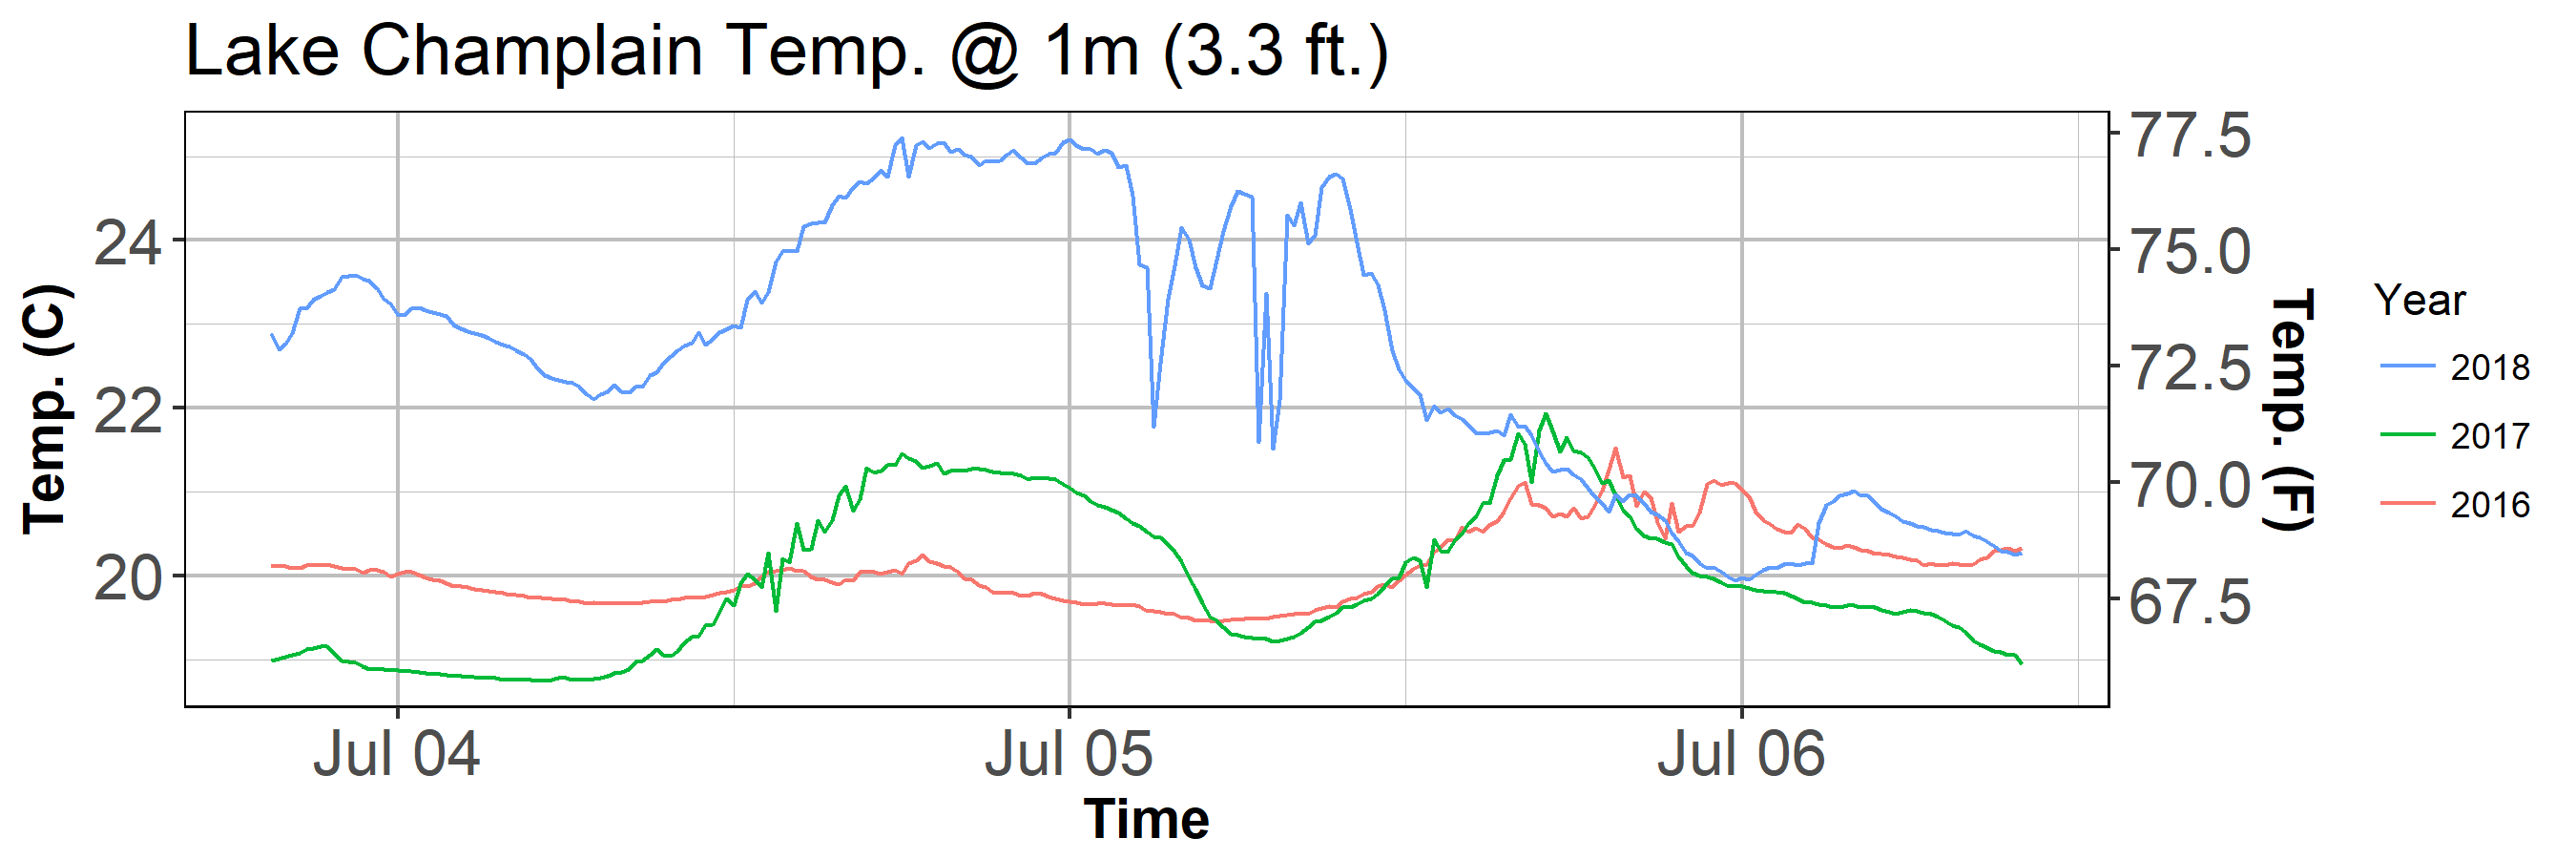 Lake Champlain Temp. @ 1m (3.3 ft.)
Temp. (C)
24
22
20
77.5
75.0
72.5
70.0
67.5
Temp. (F)
Jul 04
Jul 05
Jul 06
Time
Year
2018
2017
2016